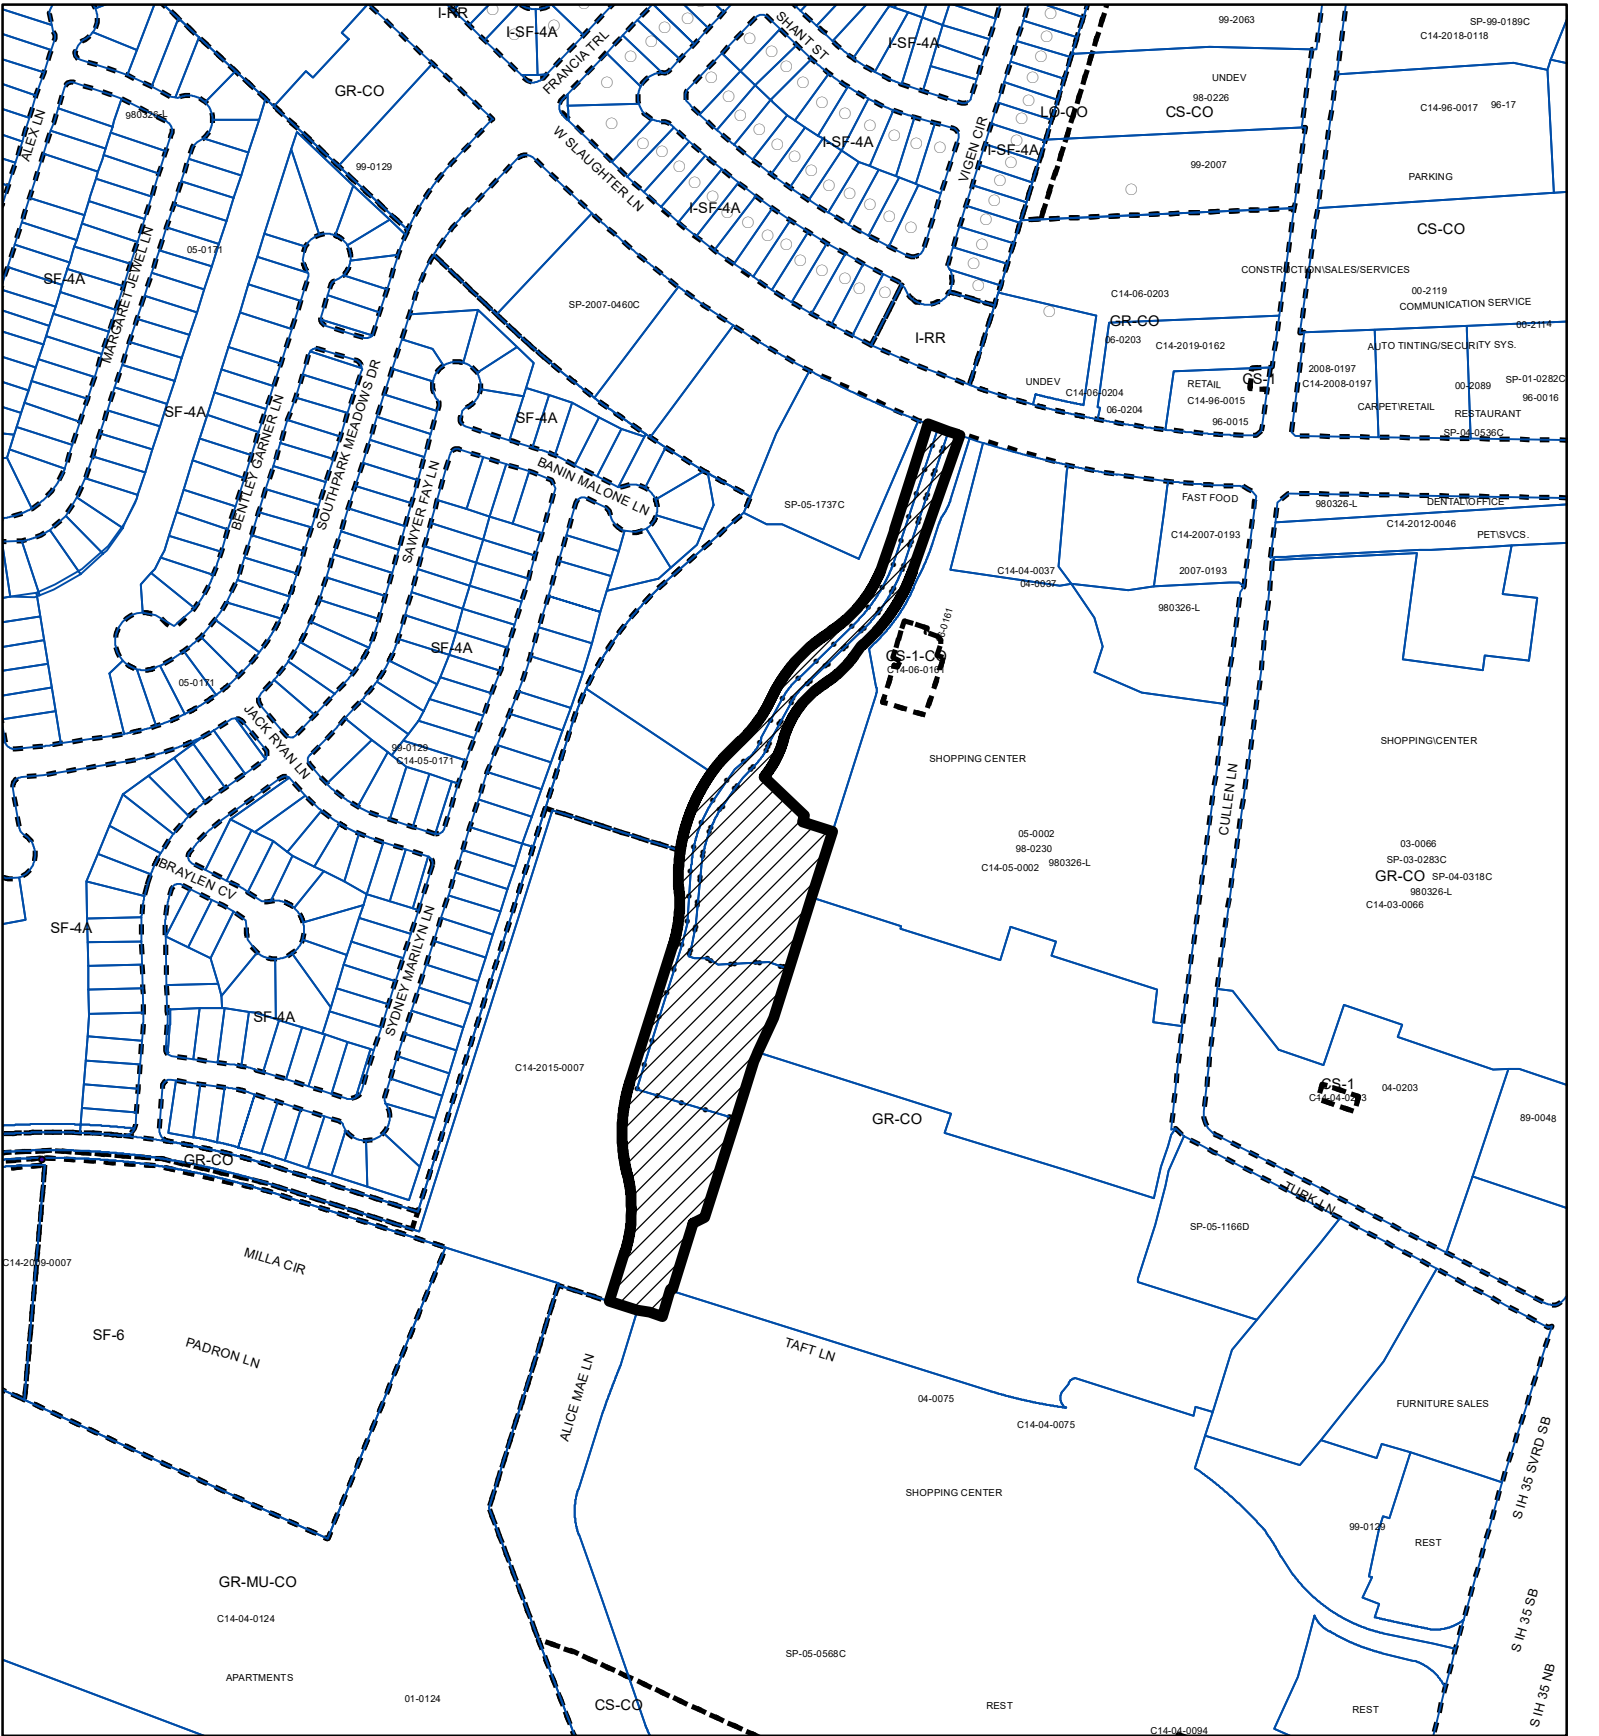 I-RR
I-SF-4A
FRANCIA TRL
SHANT ST
I-SF-4A
99-2063
SP-99-0189C
C14-2018-0118
GR-CO
UNDEV
98-0226
LO-CO
CS-CO
C14-96-0017
96-17
ALEX LN
980326-L
99-0129
W SLAUGHTER LN
I-SF-4A
VIGEN CIR
I-SF-4A
99-2007
PARKING
I-SF-4A
CS-CO
05-0171
SF-4A
MARGARET JEWEL LN
CONSTRUCTION\SALES/SERVICES
SP-2007-0460C
C14-06-0203
00-2119
COMMUNICATION SERVICE
GR-CO
00-2114
I-RR
06-0203
C14-2019-0162
AUTO TINTING/SECURITY SYS.
UNDEV
C14-06-0204
RETAIL
CS-1
2008-0197
C14-2008-0197
00-2089
SP-01-0282C
C14-96-0015
96-0016
06-0204
96-0015
CARPET\RETAIL
RESTAURANT
SP-04-0536C
SF-4A
SF-4A
BENTLEY GARNER LN
SOUTHPARK MEADOWS DR
SAWYER FAY LN
BANIN MALONE LN
SP-05-1737C
FAST FOOD
980326-L
DENTAL\OFFICE
C14-2012-0046
PET\SVCS.
C14-2007-0193
C14-04-0037
04-0037
2007-0193
980326-L
CS-1-CO
SF-4A
05-0171
JACK RYAN LN
99-0129
C14-05-0171
SHOPPING CENTER
SHOPPING\CENTER
CULLEN LN
05-0002
98-0230
C14-05-0002
980326-L
03-0066
SP-03-0283C
GR-CO
SP-04-0318C
980326-L
C14-03-0066
BRAYLEN CV
SF-4A
SYDNEY MARILYN LN
SF-4A
C14-2015-0007
GR-CO
CS-1
04-0203
C14-04-0203
89-0048
GR-CO
TURK LN
SP-05-1166D
C14-2009-0007
MILLA CIR
SF-6
PADRON LN
ALICE MAE LN
TAFT LN
04-0075
C14-04-0075
FURNITURE SALES
S IH 35 SVRD SB
SHOPPING CENTER
99-0129
REST
GR-MU-CO
C14-04-0124
S IH 35 SB
SP-05-0568C
APARTMENTS
01-0124
CS-CO
REST
REST
S IH 35 NB
C14-04-0094